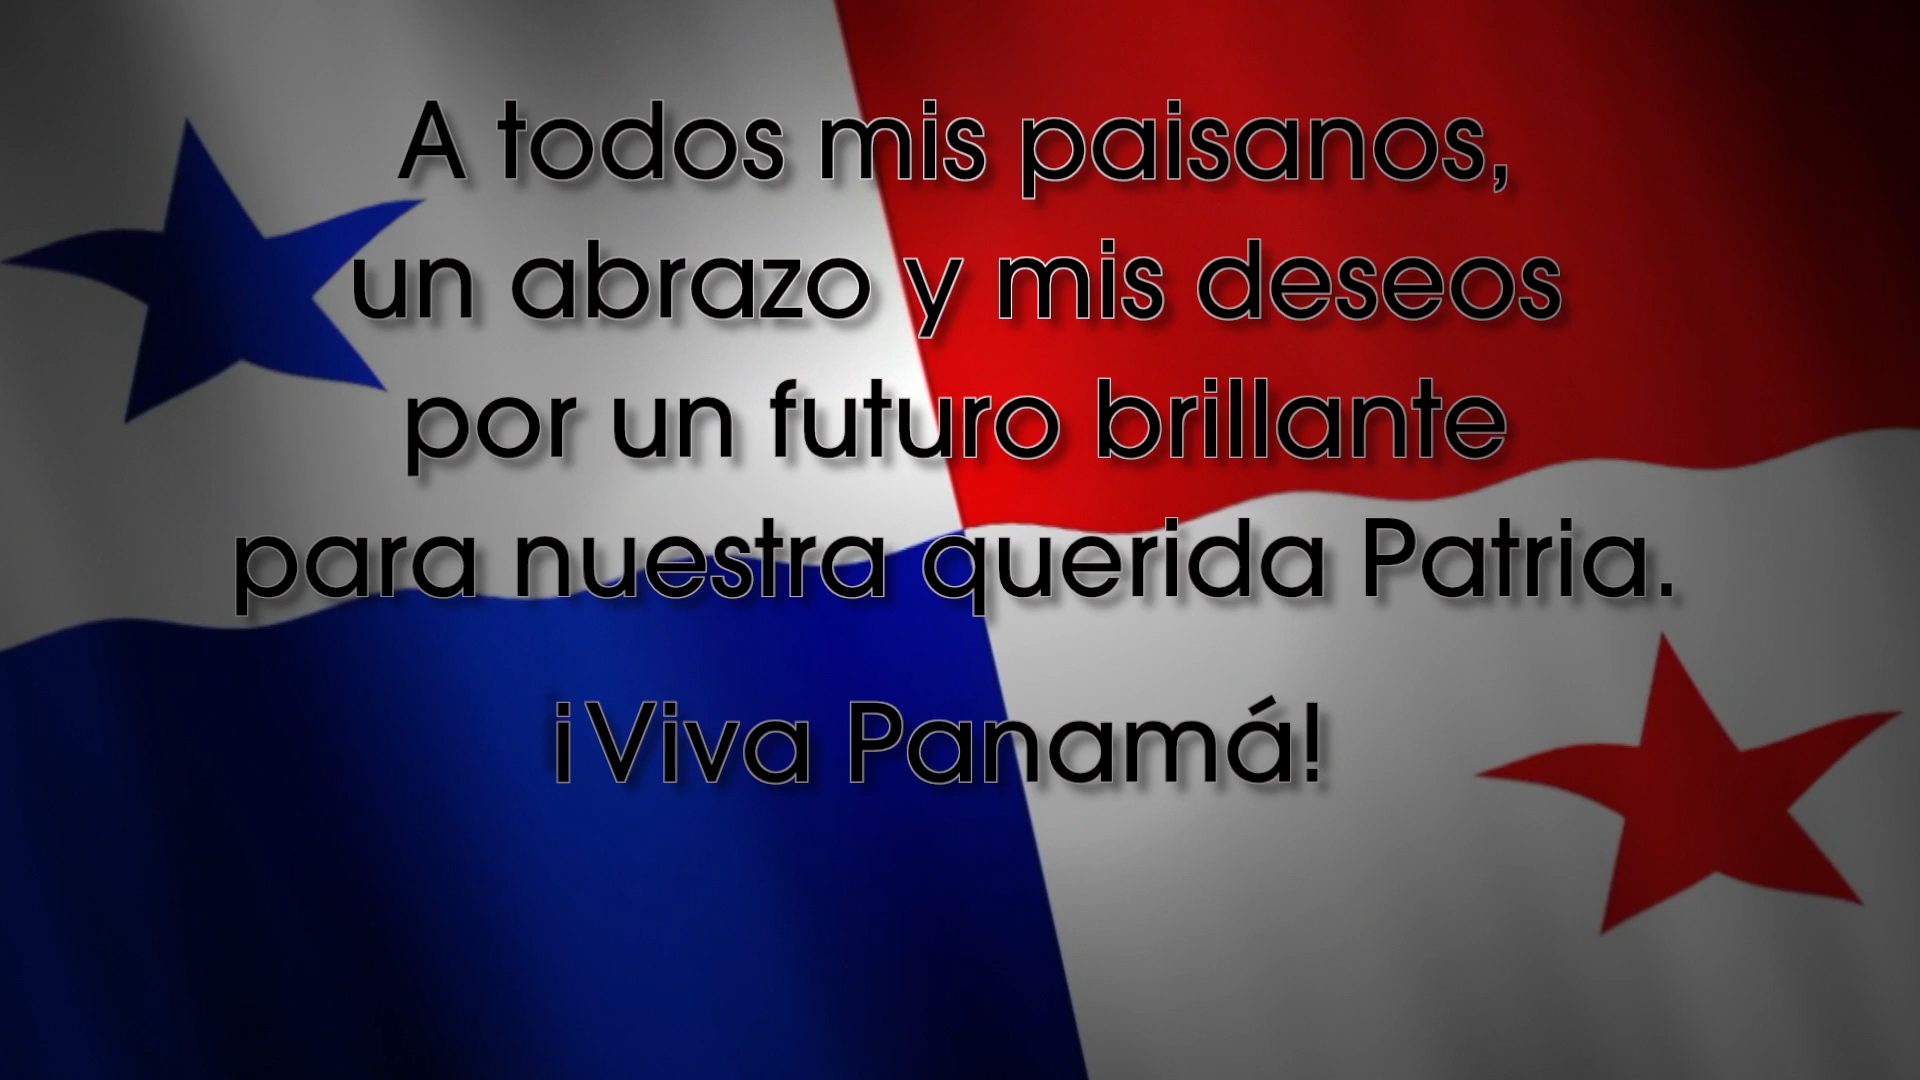 A todos mis paisanos,
un abrazo y mis deseos
por un futuro brillante
para nuestra querida Patria.
¡Viva Panamá!